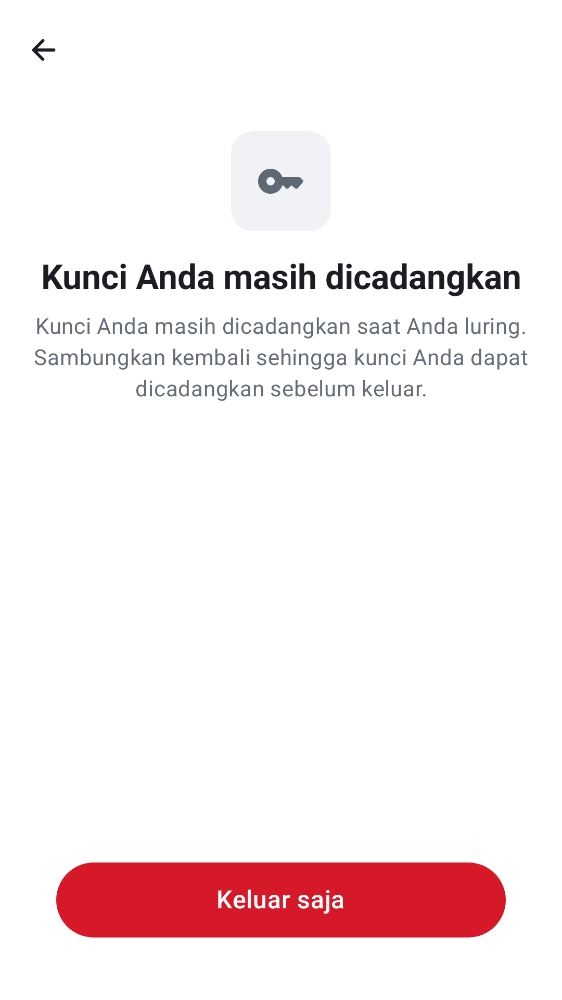 Kunci Anda masih dicadangkan
Kunci Anda masih dicadangkan saat Anda luring.
Sambungkan kembali sehingga kunci Anda dapat
dicadangkan sebelum keluar.
Keluar saja